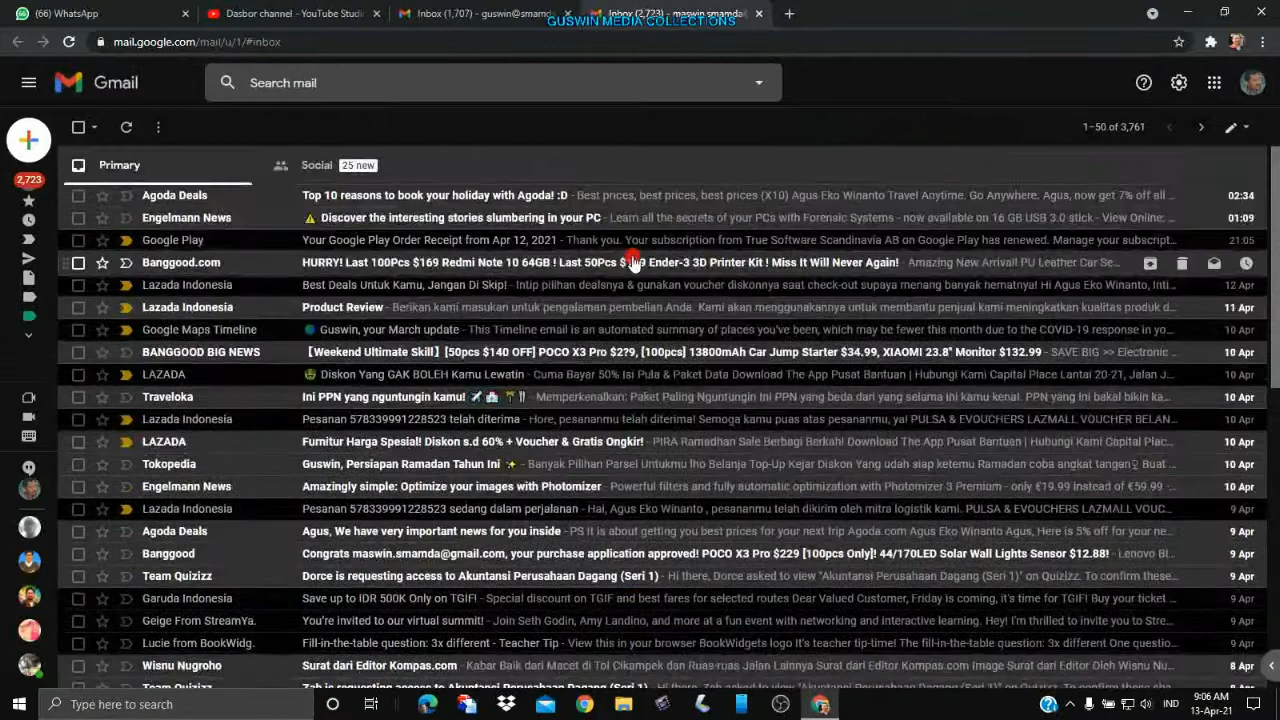 (66) WhatsApp
Dasbor channel - YouTube Studi
Inbox (1,707) - guswin@smamd
Inbox (2,723) - maswin.smamda
GUSWIN MEDIA COLLECTIONS
mail.google.com/mail/u/1/#inbox
Gmail
Search mail
1–50 of 3,761
2,723
Primary
Social 25 new
Agoda Deals Top 10 reasons to book your holiday with Agoda! :D - Best prices, best prices, best prices (X10) Agus Eko Winanto Travel Anytime. Go Anywhere. Agus, now get 7% off all ... 02:34
Engelmann News ⚠ Discover the interesting stories slumbering in your PC - Learn all the secrets of your PCs with Forensic Systems - now available on 16 GB USB 3.0 stick - View Online: ... 01:09
Google Play Your Google Play Order Receipt from Apr 12, 2021 - Thank you. Your subscription from True Software Scandinavia AB on Google Play has renewed. Manage your subscript... 21:05
Banggood.com HURRY! Last 100Pcs $169 Redmi Note 10 64GB ! Last 50Pcs Ender-3 3D Printer Kit ! Miss It Will Never Again! - Amazing New Arrival! PU Leather Car Se...
Lazada Indonesia Best Deals Untuk Kamu, Jangan Di Skip! - Intip pilihan dealsnya & gunakan voucher diskonnya saat check-out supaya menang banyak hematnya! Hi Agus Eko Winanto, Inti... 12 Apr
Lazada Indonesia Product Review - Berikan kami masukan untuk pengalaman pembelian Anda. Kami akan menggunakannya untuk membantu penjual kami meningkatkan kualitas produk d... 11 Apr
Google Maps Timeline 🌏 Guswin, your March update - This Timeline email is an automated summary of places you've been, which may be fewer this month due to the COVID-19 response in yo... 10 Apr
BANGGOOD BIG NEWS 【Weekend Ultimate Skill】[50pcs $140 OFF] POCO X3 Pro $2?9, [100pcs] 13800mAh Car Jump Starter $34.99, XIAOMI 23.8" Monitor $132.99 - SAVE BIG >> Electronic ... 10 Apr
LAZADA 🤑 Diskon Yang GAK BOLEH Kamu Lewatin - Cuma Bayar 50% Isi Pula & Paket Data Download The App Pusat Bantuan | Hubungi Kami Capital Place Lantai 20-21, Jalan J... 10 Apr
Traveloka Ini PPN yang nguntungin kamu! ✈ 🏩 🌴 🍴 - Memperkenalkan: Paket Paling Nguntungin Ini PPN yang beda dari yang selama ini kamu kenal. PPN yang ini bakal bikin ka... 10 Apr
Lazada Indonesia Pesanan 578339991228523 telah diterima! - Hore, pesananmu telah diterima! Semoga kamu puas atas pesananmu, ya! PULSA & EVOUCHERS LAZMALL VOUCHER BELAN... 10 Apr
LAZADA Furnitur Harga Spesial! Diskon s.d 60% + Voucher & Gratis Ongkir! - PIRA Ramadhan Sale Berbagi Berkah! Download The App Pusat Bantuan | Hubungi Kami Capital Plac... 10 Apr
Tokopedia Guswin, Persiapan Ramadan Tahun Ini ✨ - Banyak Pilihan Parsel Untukmu lho Belanja Top-Up Kejar Diskon Yang udah siap ketemu Ramadan coba angkat tangan Buat ... 10 Apr
Engelmann News Amazingly simple: Optimize your images with Photomizer - Powerful filters and fully automatic optimization with Photomizer 3 Premium - only €19.99 instead of €59.99 -... 10 Apr
Lazada Indonesia Pesanan 578339991228523 sedang dalam perjalanan! - Hai, Agus Eko Winanto , pesananmu telah dikirim oleh mitra logistik kami. PULSA & EVOUCHERS LAZMALL VOUC... 9 Apr
Agoda Deals Agus, We have very important news for you inside - PS It is about getting you best prices for your next trip Agoda.com Agus Eko Winanto Agus, Here is 5% off for your ne... 9 Apr
Banggood Congrats maswin.smamda@gmail.com, your purchase application approved! POCO X3 Pro $229 [100pcs Only]! 44/170LED Solar Wall Lights Sensor $12.88! - Lenovo Bl... 9 Apr
Team Quizizz Dorce is requesting access to Akuntansi Perusahaan Dagang (Seri 1) - Hi there, Dorce asked to view "Akuntansi Perusahaan Dagang (Seri 1)" on Quizizz. To confirm these... 9 Apr
Garuda Indonesia Save up to IDR 500K Only on TGIF! - Special discount on TGIF and best fares for selected routes Dear Valued Customer, Friday is coming, it's time for TGIF! Buy your ticket ... 9 Apr
Geige From StreamYa. You're invited to our virtual summit! - Join Seth Godin, Amy Landino, and more at a fun event with networking and interactive learning. Hey! I'm thrilled to invite you to Stre... 9 Apr
Lucie from BookWidg. Fill-in-the-table question: 3x different - Teacher Tip - View this in your browser BookWidgets logo It's teacher tip-time! The fill-in-the-table question: 3x different One questio... 9 Apr
Wisnu Nugroho Surat dari Editor Kompas.com - Kabar Baik dari Macet di Tol Cikampek dan Ruas-ruas Jalan Lainnya Surat dari Editor Kompas.com Image Surat dari Editor Oleh Wisnu Nu... 8 Apr
Team Quizizz Zab is requesting access to Akuntansi Perusahaan Dagang (Seri 1)
Type here to search
IND
9:06 AM
13-Apr-21